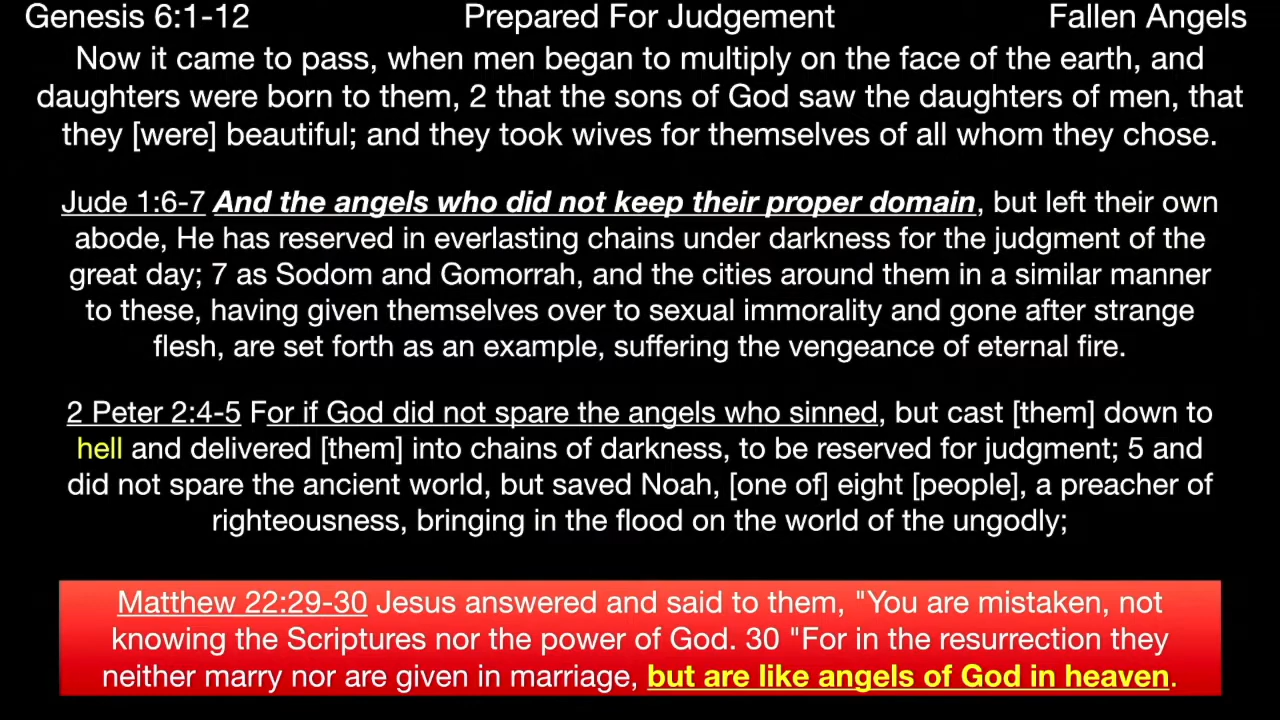 Genesis 6:1-12 Prepared For Judgement Fallen Angels
Now it came to pass, when men began to multiply on the face of the earth, and
daughters were born to them, 2 that the sons of God saw the daughters of men, that
they [were] beautiful; and they took wives for themselves of all whom they chose.
Jude 1:6-7 And the angels who did not keep their proper domain, but left their own
abode, He has reserved in everlasting chains under darkness for the judgment of the
great day; 7 as Sodom and Gomorrah, and the cities around them in a similar manner
to these, having given themselves over to sexual immorality and gone after strange
flesh, are set forth as an example, suffering the vengeance of eternal fire.
2 Peter 2:4-5 For if God did not spare the angels who sinned, but cast [them] down to
hell and delivered [them] into chains of darkness, to be reserved for judgment; 5 and
did not spare the ancient world, but saved Noah, [one of] eight [people], a preacher of
righteousness, bringing in the flood on the world of the ungodly;
Matthew 22:29-30 Jesus answered and said to them, "You are mistaken, not
knowing the Scriptures nor the power of God. 30 "For in the resurrection they
neither marry nor are given in marriage, but are like angels of God in heaven.